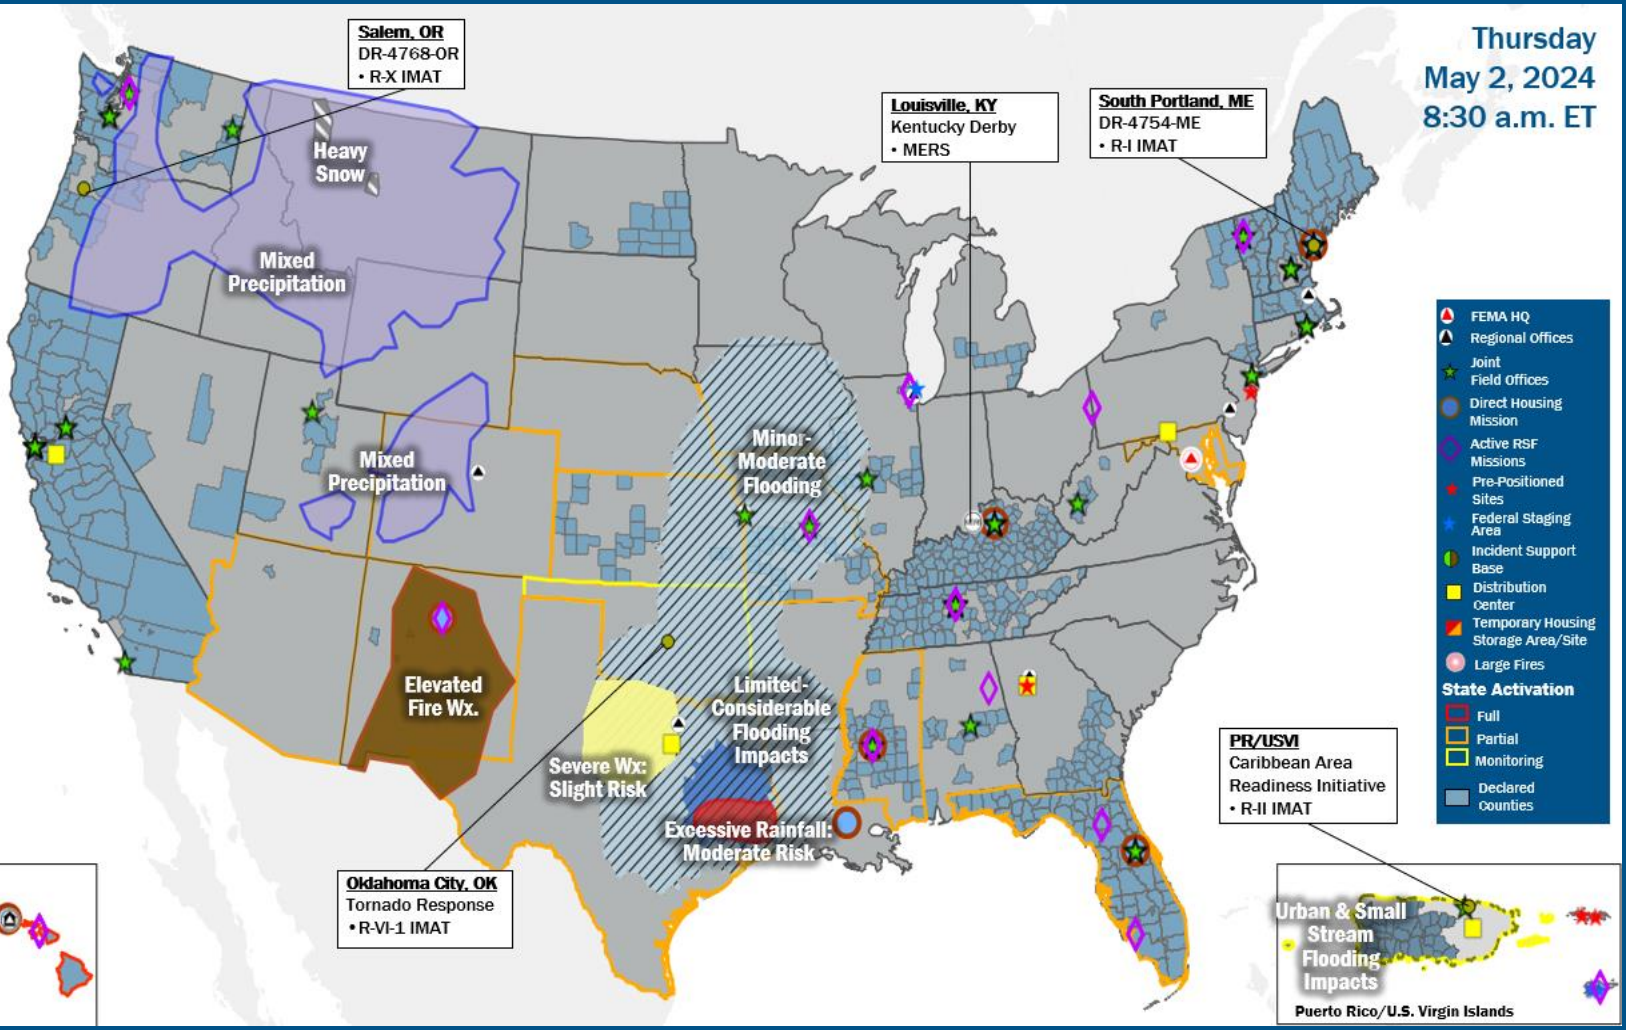 Thursday
May 2, 2024
8:30 a.m. ET
Salem, OR
DR-4768-OR
• R-X IMAT
Louisville, KY
Kentucky Derby
• MERS
South Portland, ME
DR-4754-ME
• R-I IMAT
Heavy
Snow
Mixed
Precipitation
Mixed
Precipitation
Minor-
Moderate
Flooding
Elevated
Fire Wx.
Limited-
Considerable
Flooding
Impacts
Severe Wx:
Slight Risk
Excessive Rainfall:
Moderate Risk
Oklahoma City, OK
Tornado Response
• R-VI-1 IMAT
PR/USVI
Caribbean Area
Readiness Initiative
• R-II IMAT
Urban & Small
Stream
Flooding
Impacts
Puerto Rico/U.S. Virgin Islands
FEMA HQ
Regional Offices
Joint
Field Offices
Direct Housing
Mission
Active RSF
Missions
Pre-Positioned
Sites
Federal Staging
Area
Incident Support
Base
Distribution
Center
Temporary Housing
Storage Area/Site
Large Fires
State Activation
Full
Partial
Monitoring
Declared
Counties